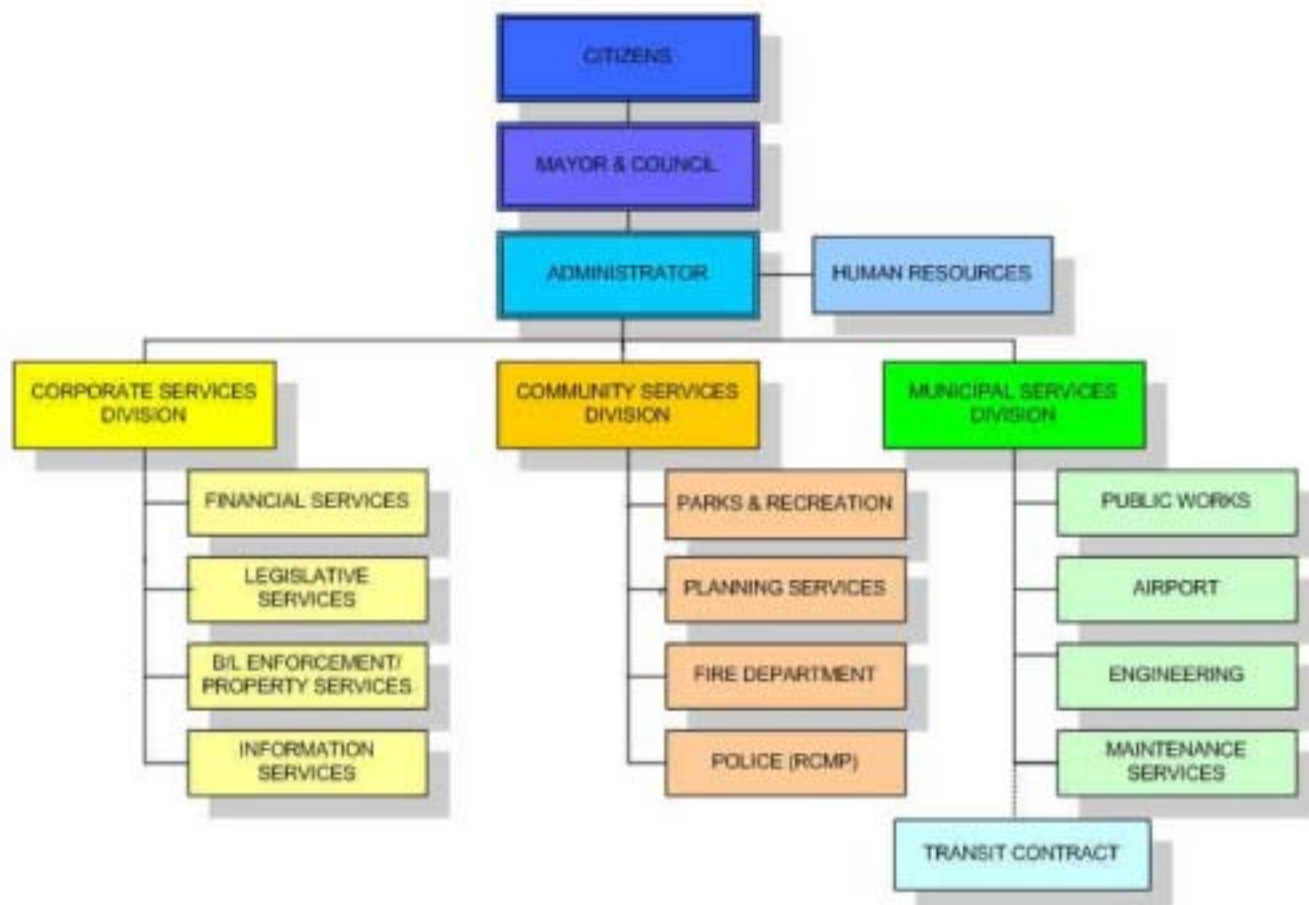 CITIZENS
MAYOR & COUNCIL
ADMINISTRATOR
HUMAN RESOURCES
CORPORATE SERVICES
DIVISION
COMMUNITY SERVICES
DIVISION
MUNICIPAL SERVICES
DIVISION
FINANCIAL SERVICES
LEGISLATIVE
SERVICES
B/L ENFORCEMENT/
PROPERTY SERVICES
INFORMATION
SERVICES
PARKS & RECREATION
PLANNING SERVICES
FIRE DEPARTMENT
POLICE (RCMP)
PUBLIC WORKS
AIRPORT
ENGINEERING
MAINTENANCE
SERVICES
TRANSIT CONTRACT